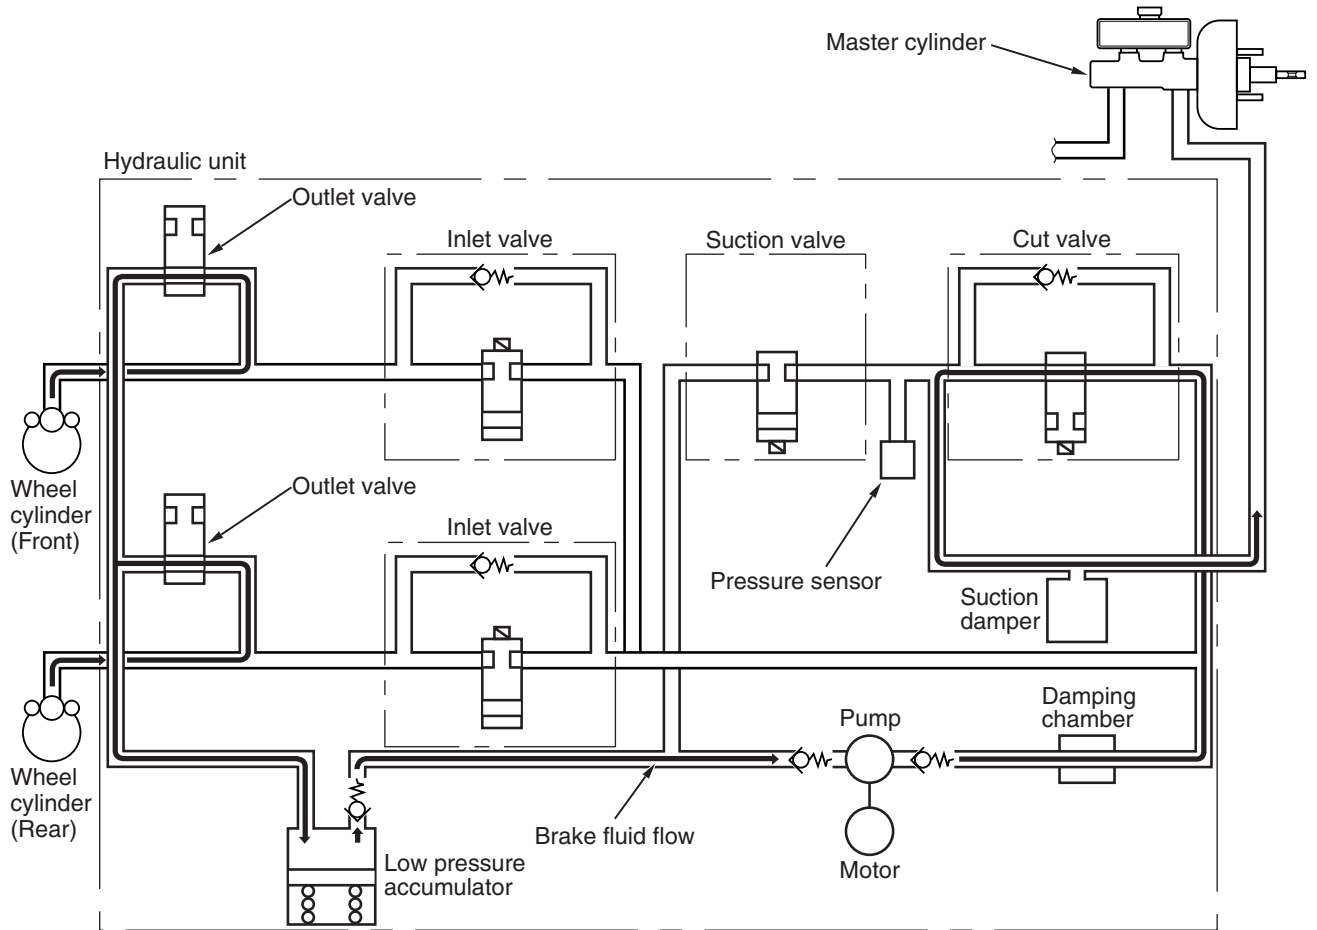 Master cylinder
Hydraulic unit
Outlet valve
Inlet valve
Suction valve
Cut valve
Wheel
cylinder
(Front)
Outlet valve
Inlet valve
Pressure sensor
Suction
damper
Damping
chamber
Pump
Wheel
cylinder
(Rear)
Brake fluid flow
Low pressure
accumulator
Motor